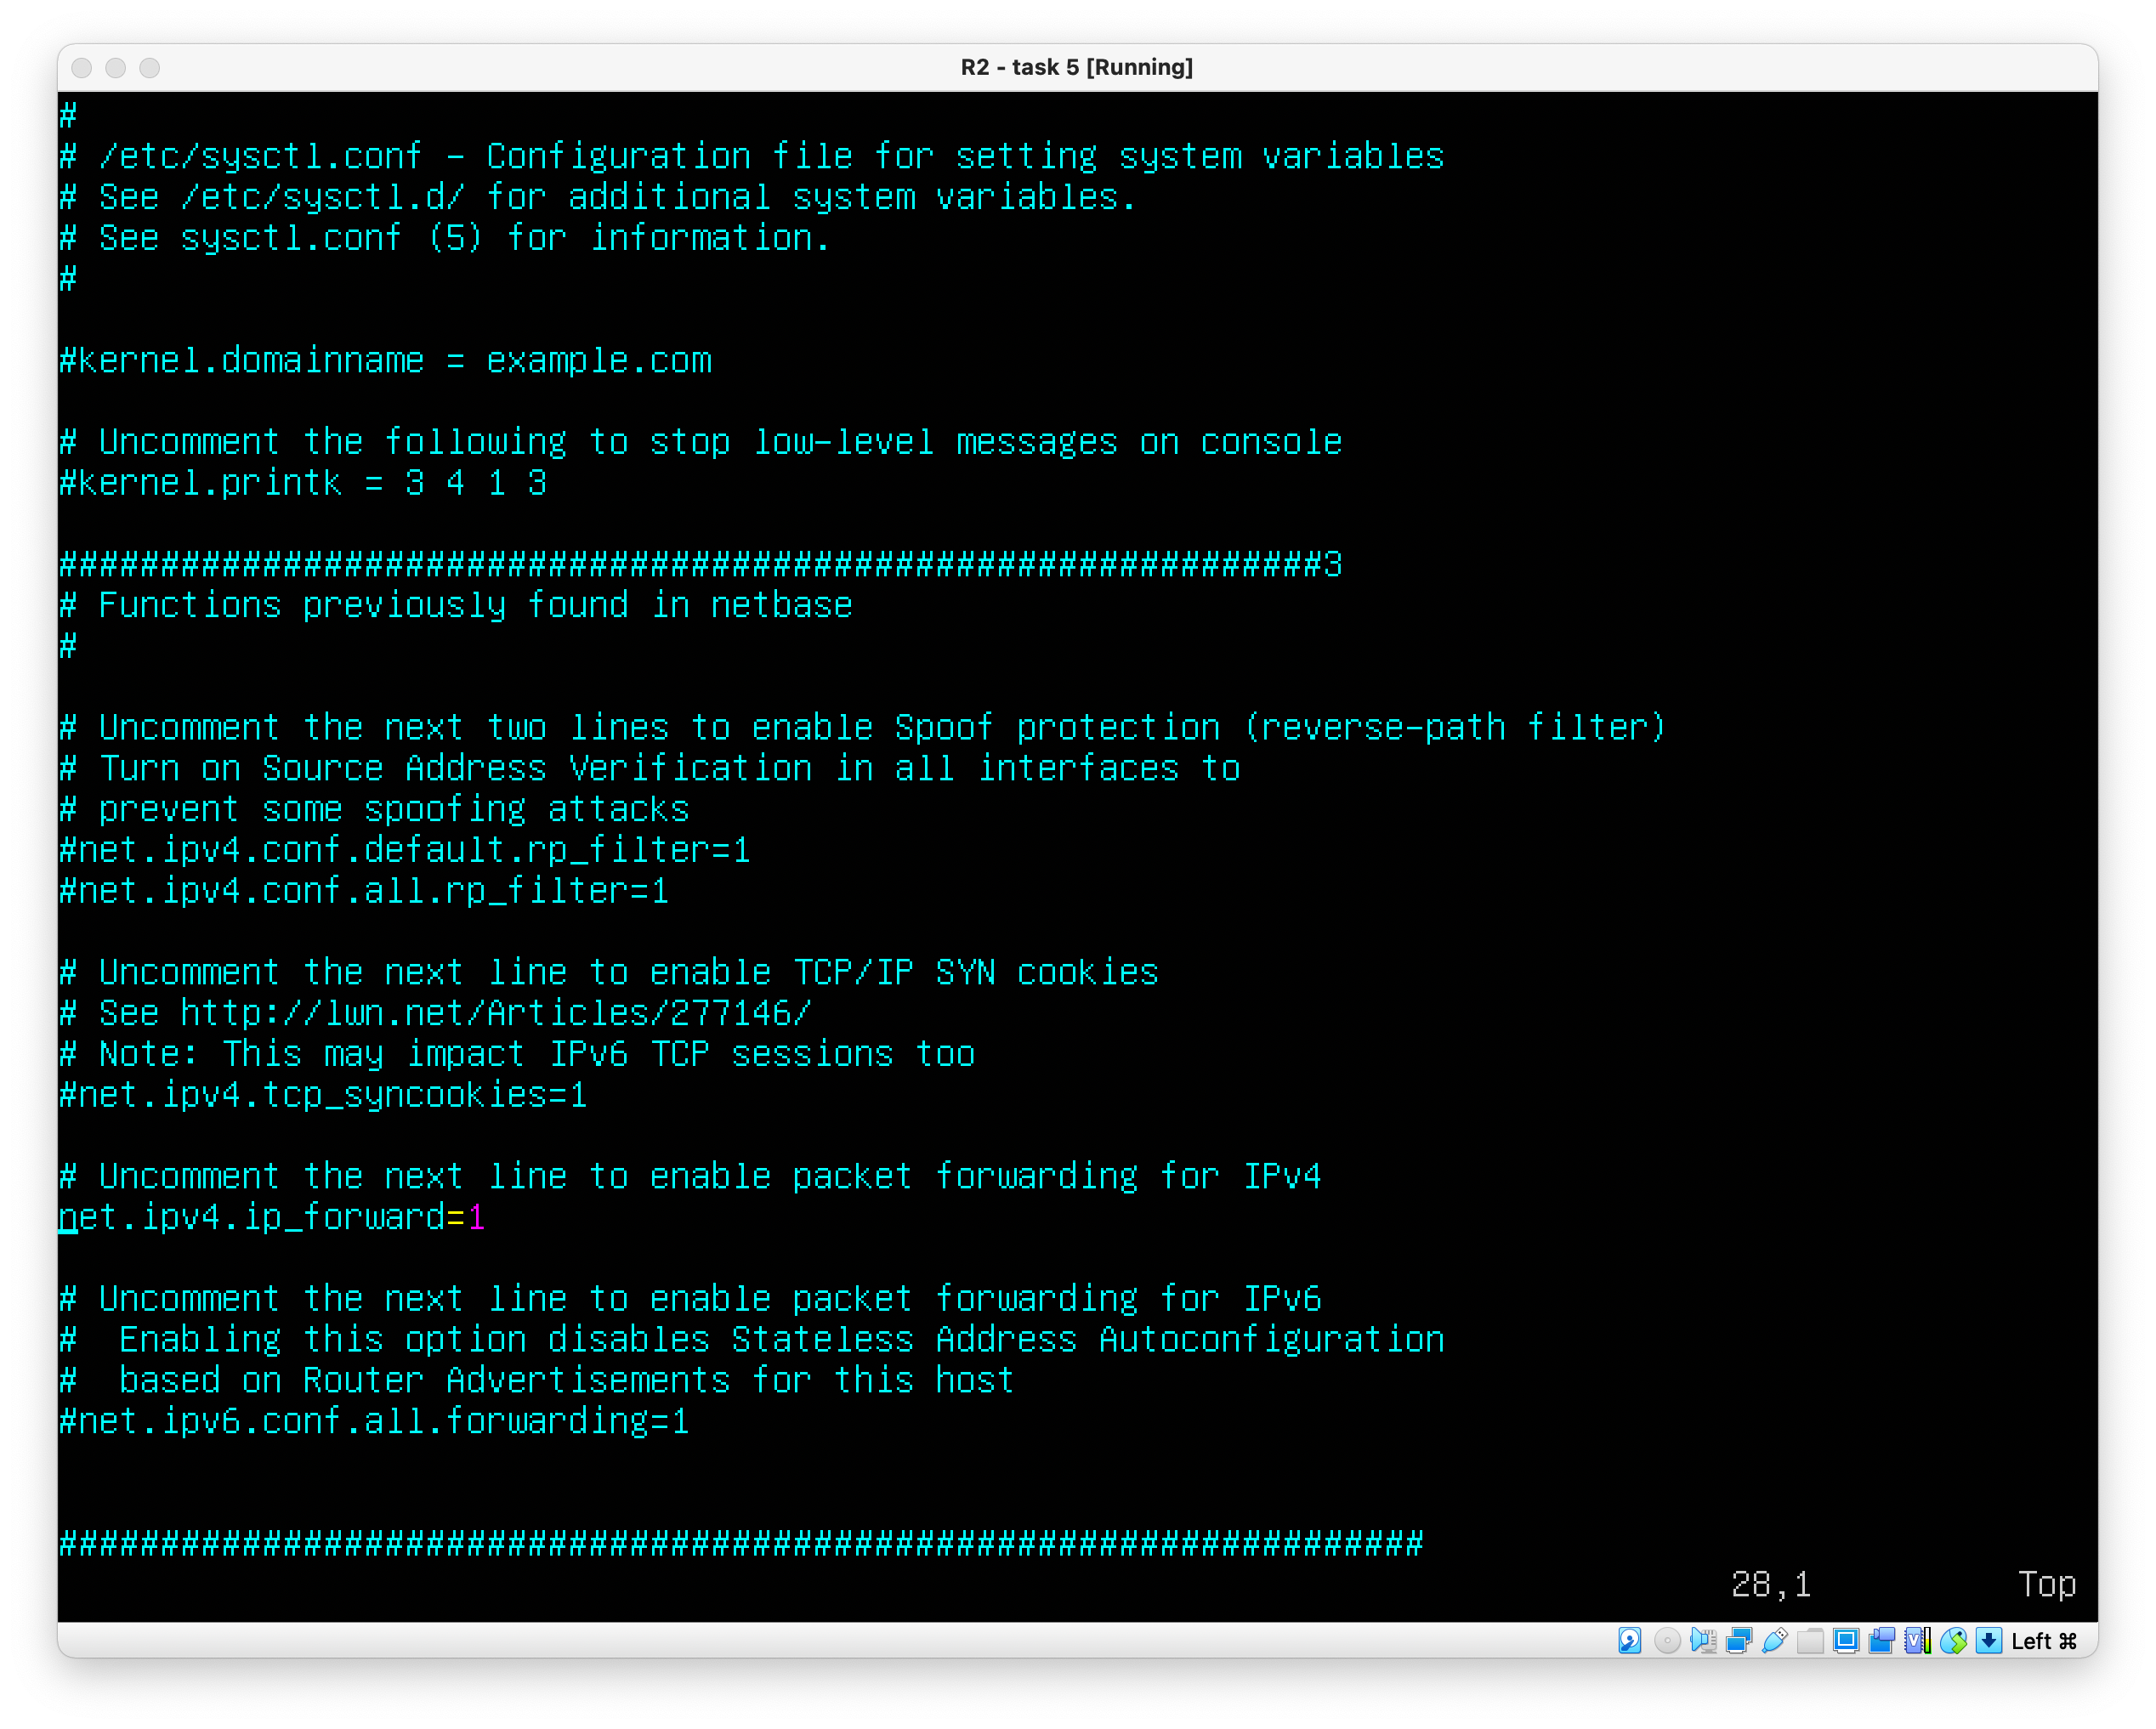 R2 - task 5 [Running]
#
# /etc/sysctl.conf - Configuration file for setting system variables
# See /etc/sysctl.d/ for additional system variables.
# See sysctl.conf (5) for information.
#
#kernel.domainname = example.com
# Uncomment the following to stop low-level messages on console
#kernel.printk = 3 4 1 3
##############################################################3
# Functions previously found in netbase
#
# Uncomment the next two lines to enable Spoof protection (reverse-path filter)
# Turn on Source Address Verification in all interfaces to
# prevent some spoofing attacks
#net.ipv4.conf.default.rp_filter=1
#net.ipv4.conf.all.rp_filter=1
# Uncomment the next line to enable TCP/IP SYN cookies
# See http://lwn.net/Articles/277146/
# Note: This may impact IPv6 TCP sessions too
#net.ipv4.tcp_syncookies=1
# Uncomment the next line to enable packet forwarding for IPv4
net.ipv4.ip_forward=1
# Uncomment the next line to enable packet forwarding for IPv6
#  Enabling this option disables Stateless Address Autoconfiguration
#  based on Router Advertisements for this host
#net.ipv6.conf.all.forwarding=1
###################################################################
28,1 Top
Left ⌘